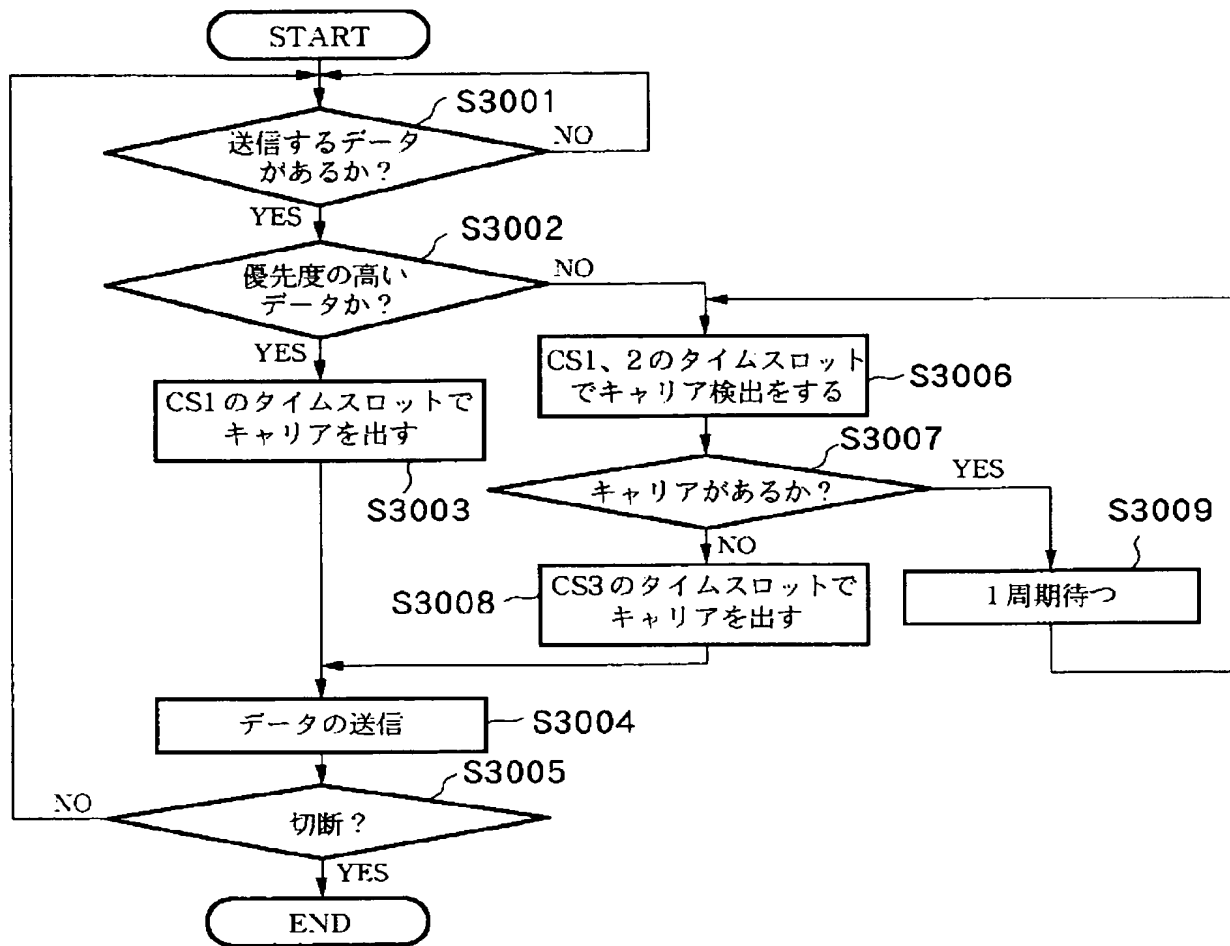 START
S3001
送信するデータ
があるか？
NO
YES
S3002
優先度の高い
データか？
NO
YES
CS1のタイムスロットで
キャリアを出す
S3003
CS1、2のタイムスロット
でキャリア検出をする
S3006
S3007
キャリアがあるか？
YES
NO
S3009
1周期待つ
CS3のタイムスロットで
キャリアを出す
S3008
データの送信
S3004
S3005
切断？
NO
YES
END